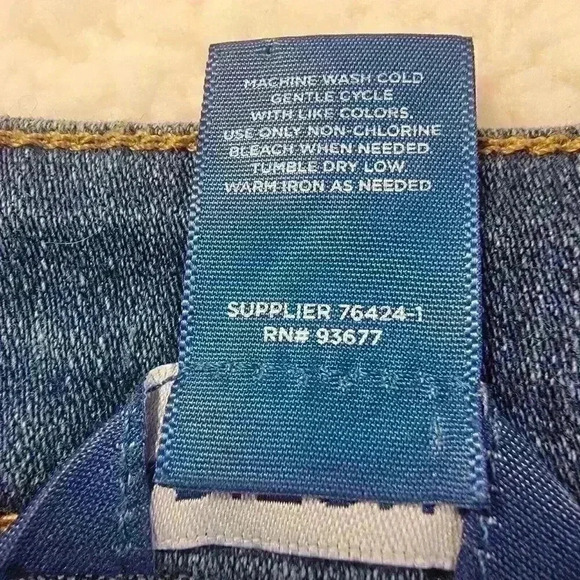 MACHINE WASH COLD
GENTLE CYCLE
WITH LIKE COLORS,
USE ONLY NON-CHLORINE
BLEACH WHEN NEEDED
TUMBLE DRY LOW
WARM IRON AS NEEDED
SUPPLIER 76424-1
RN# 93677